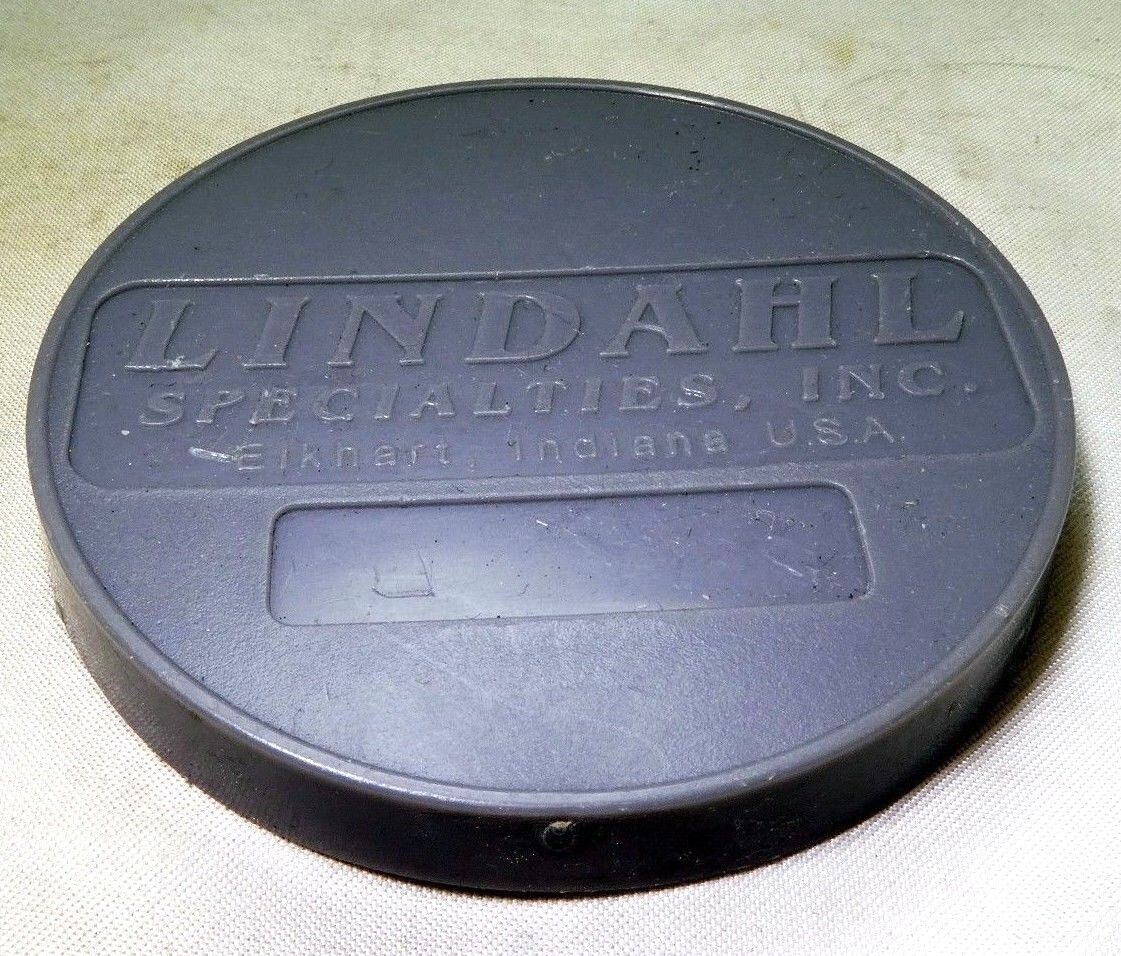 LINDAHL
SPECIALTIES, INC.
Elkhart, Indiana U.S.A.